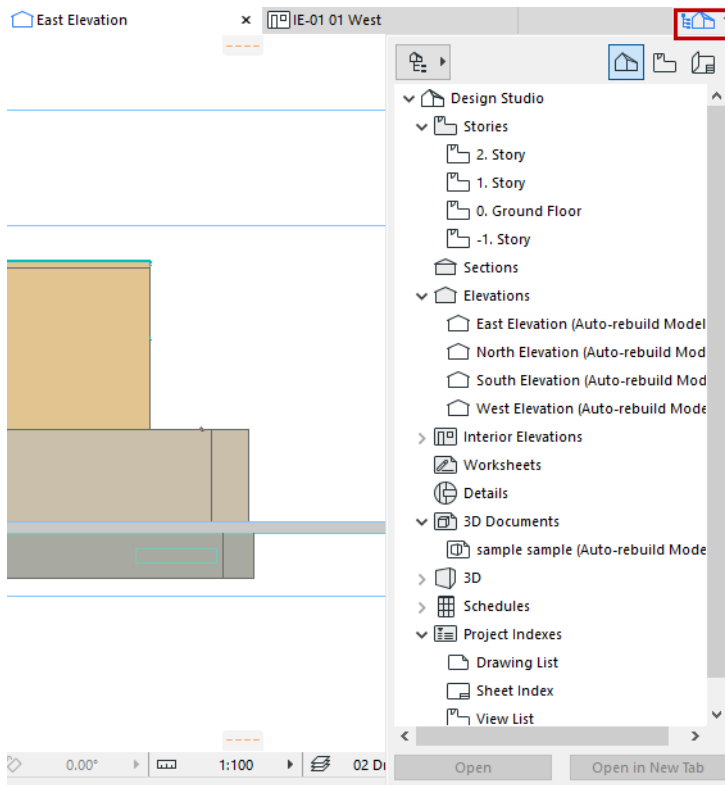 East Elevation
IE-01 01 West
Design Studio
Stories
2. Story
1. Story
0. Ground Floor
-1. Story
Sections
Elevations
East Elevation (Auto-rebuild Model
North Elevation (Auto-rebuild Mod
South Elevation (Auto-rebuild Mod
West Elevation (Auto-rebuild Mode
Interior Elevations
Worksheets
Details
3D Documents
sample sample (Auto-rebuild Mode
3D
Schedules
Project Indexes
Drawing List
Sheet Index
View List
0.00°
1:100
02 Dr
Open
Open in New Tab